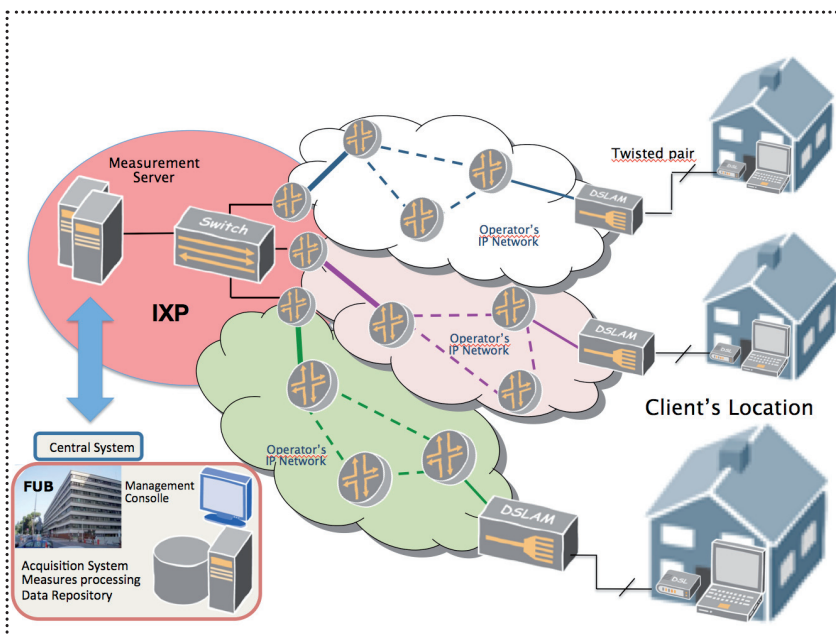 Measurement
Server
Switch
IXP
Operator's
IP Network
DSLAM
Twisted pair
Operator's
IP Network
DSLAM
Client's Location
Operator's
IP Network
DSLAM
DSL
Central System
FUB
Management
Consolle
Acquisition System
Measures processing
Data Repository